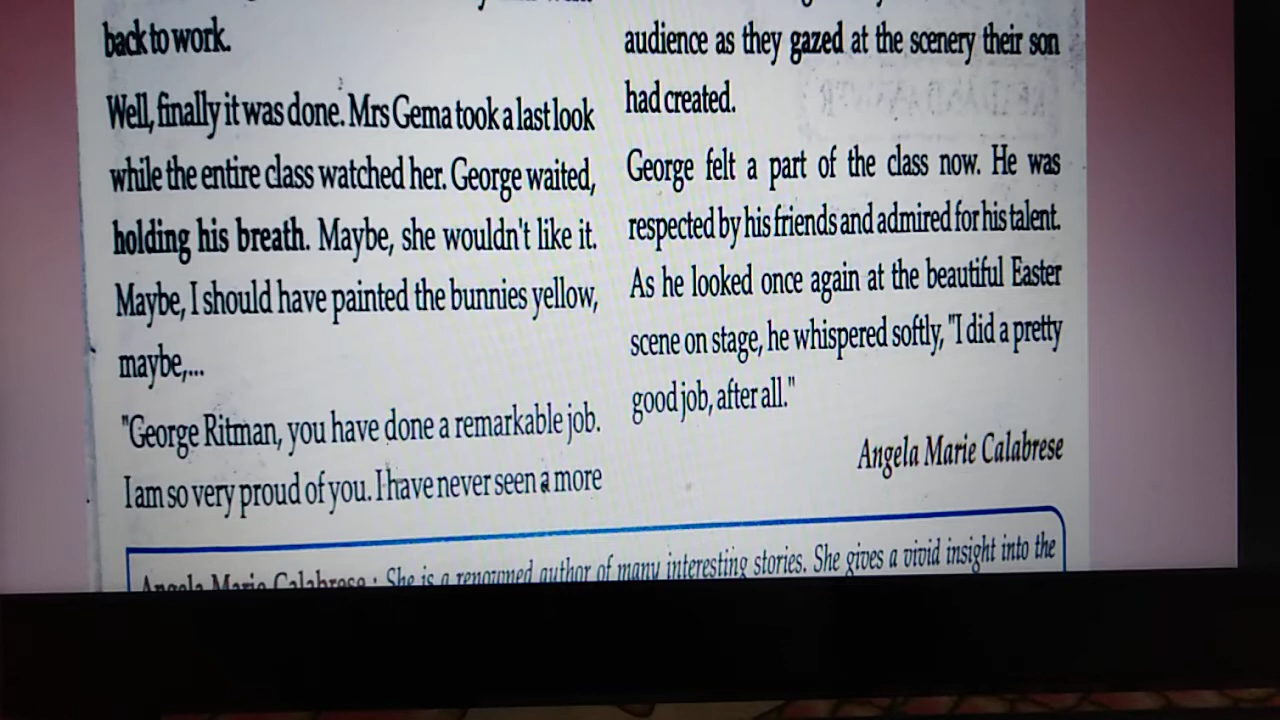 back to work.
Well, finally it was done. Mrs Gema took a last look
while the entire class watched her. George waited,
holding his breath. Maybe, she wouldn't like it.
Maybe, I should have painted the bunnies yellow,
maybe,...
"George Ritman, you have done a remarkable job.
I am so very proud of you. I have never seen a more
audience as they gazed at the scenery their son
had created.
George felt a part of the class now. He was
respected by his friends and admired for his talent.
As he looked once again at the beautiful Easter
scene on stage, he whispered softly, "I did a pretty
good job, after all."
Angela Marie Calabrese
Angela Marie Calabrese : She is a renowned author of many interesting stories. She gives a vivid insight into the